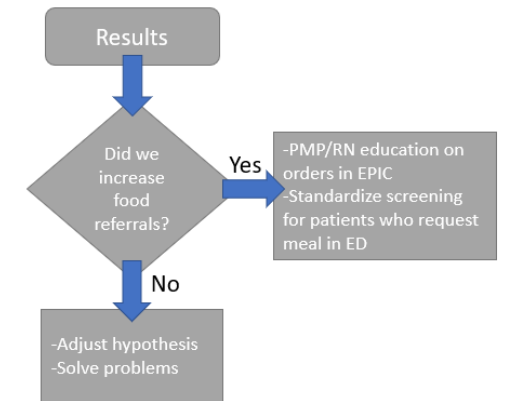 Results
Did we
increase
food
referrals?
Yes
-PMP/RN education on
orders in EPIC
-Standardize screening
for patients who request
meal in ED
No
-Adjust hypothesis
-Solve problems